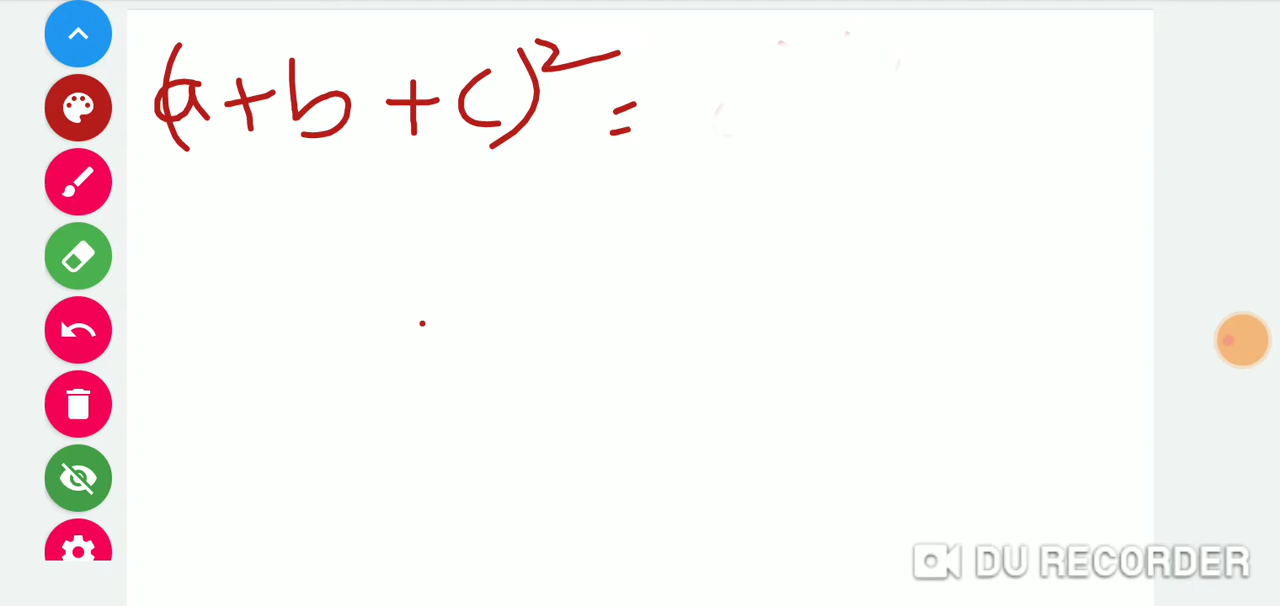 (a+b+c)² =
DU RECORDER